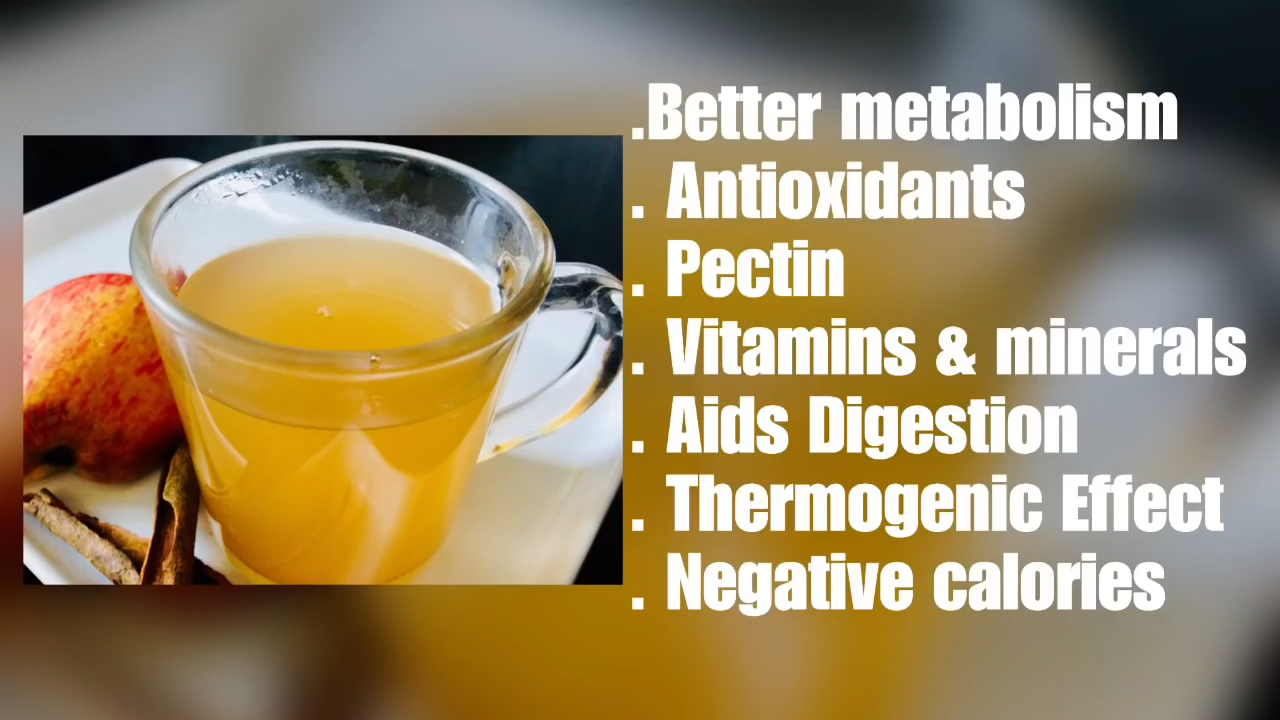 .Better metabolism
. Antioxidants
. Pectin
. Vitamins & minerals
. Aids Digestion
. Thermogenic Effect
. Negative calories